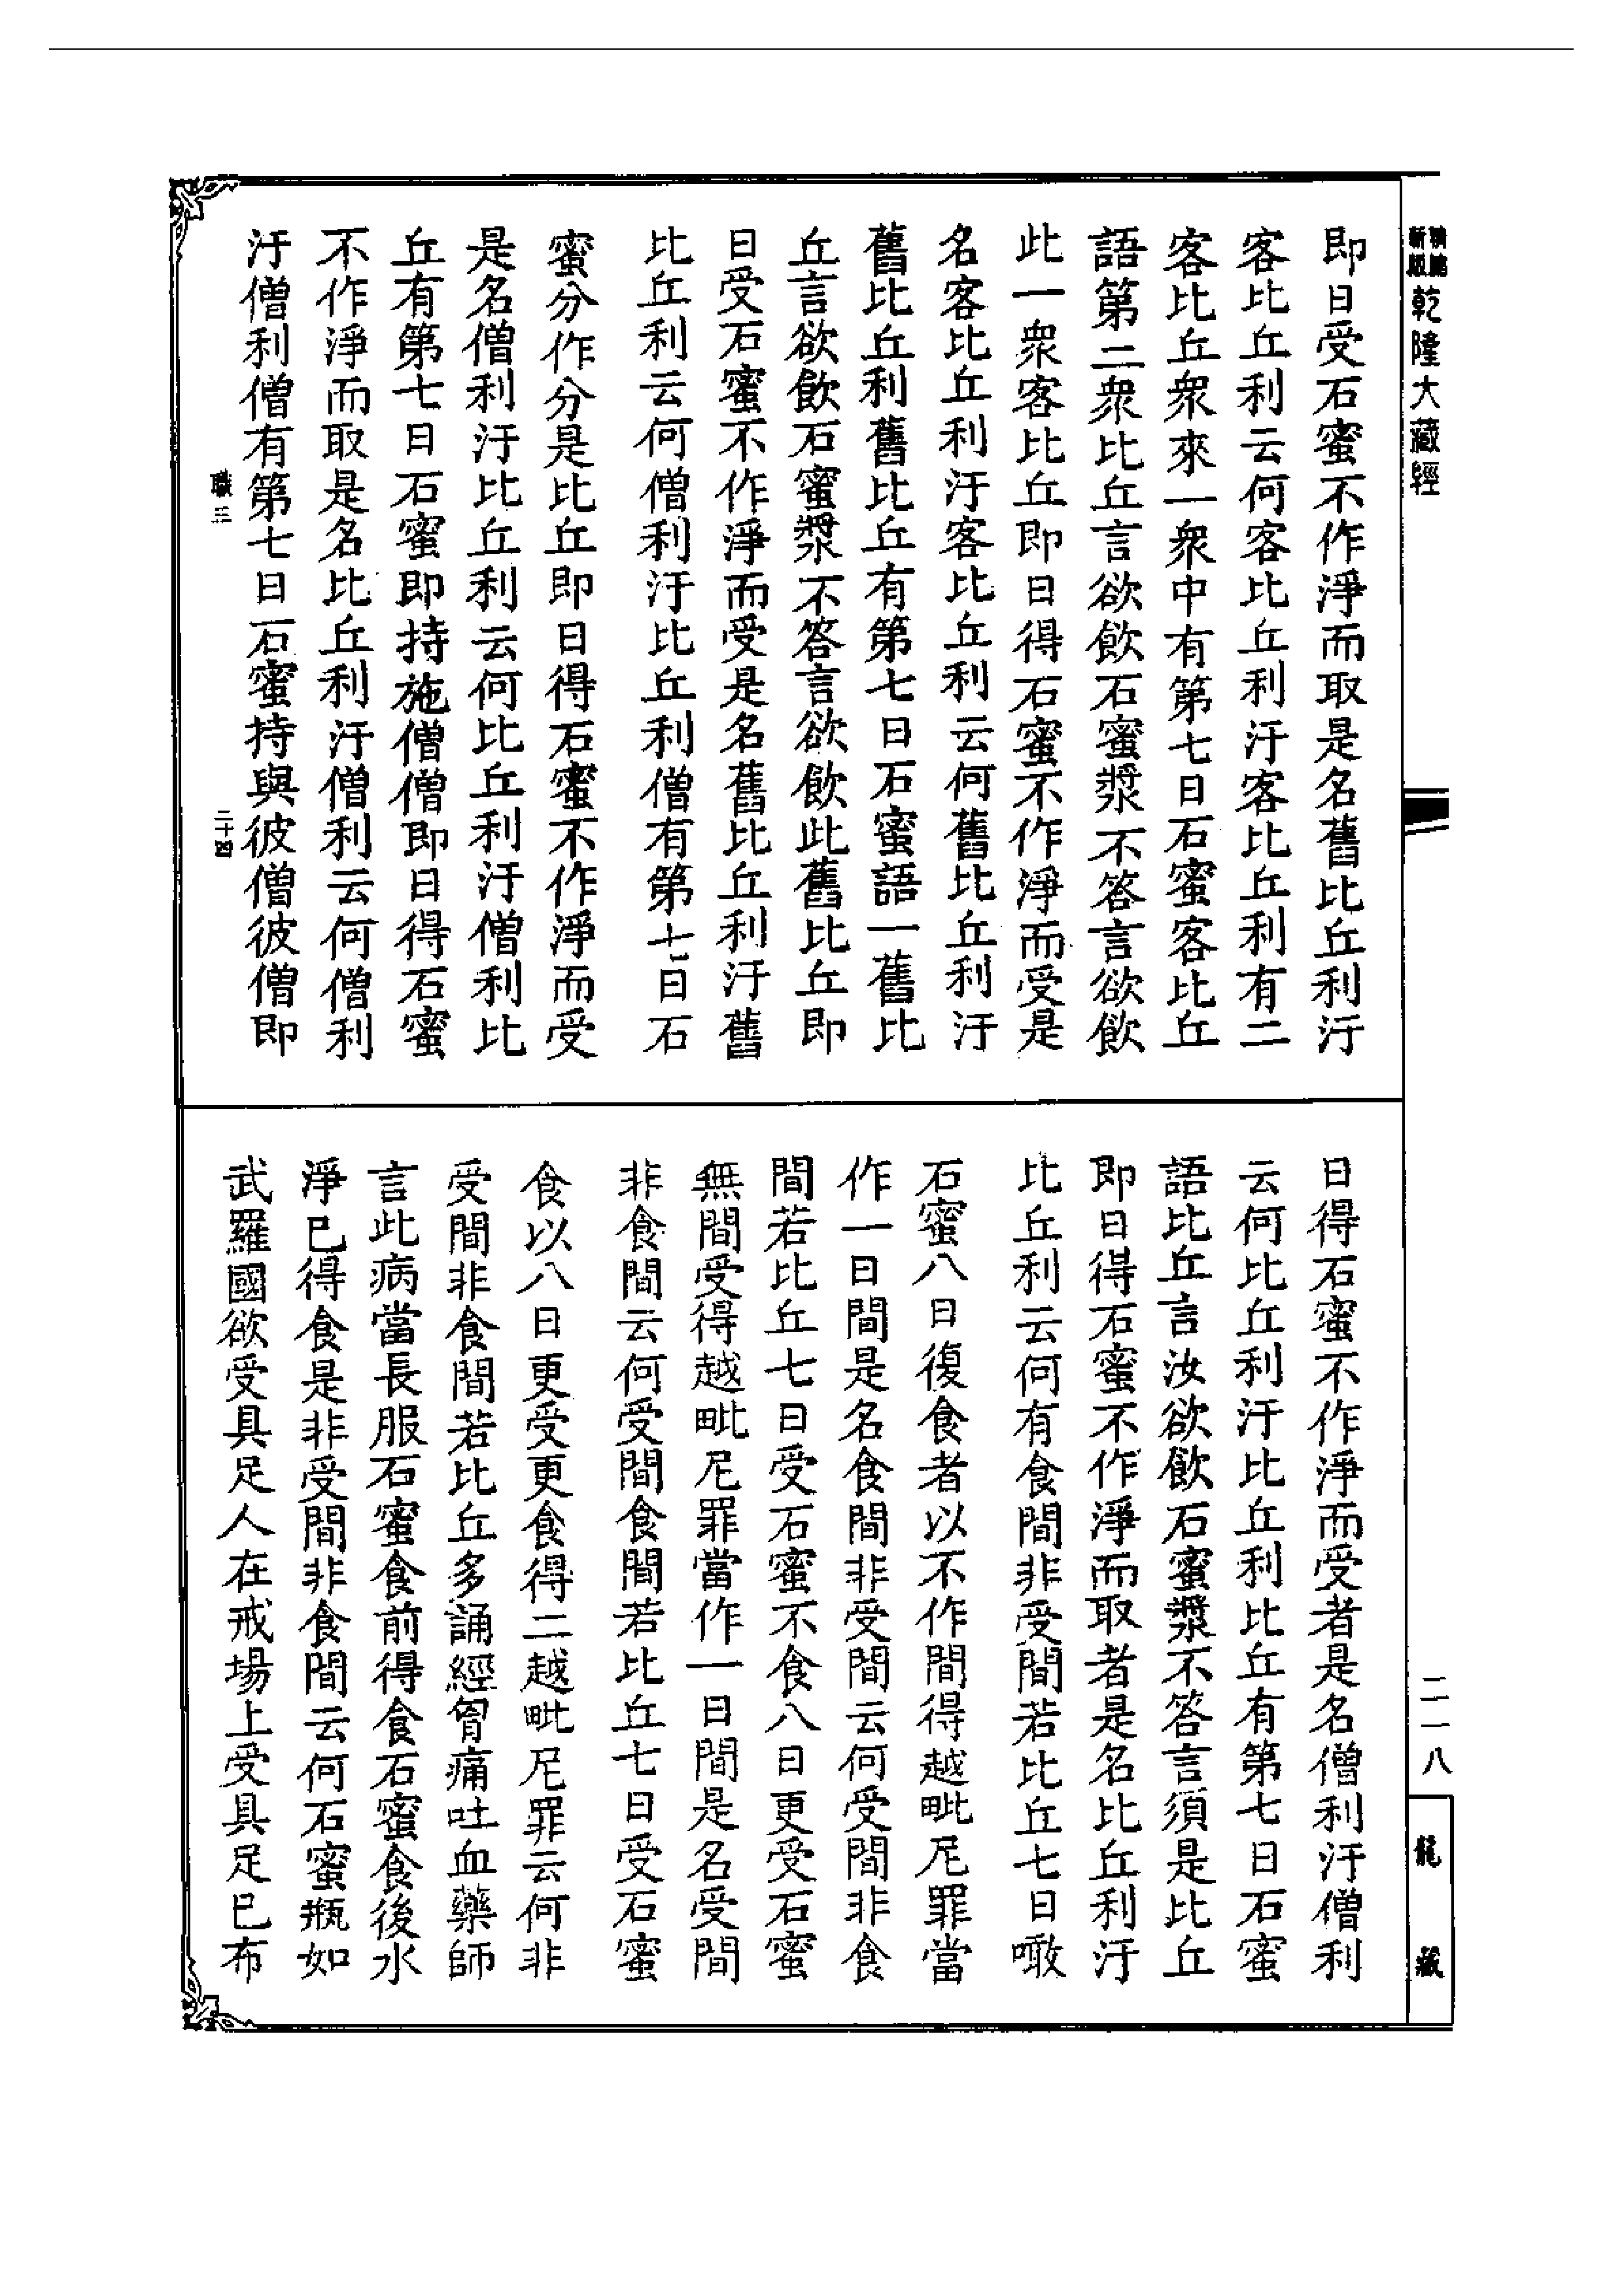 新版
乾隆大藏經
即日受石蜜不作淨而取是名舊比丘利汙
客比丘利云何客比丘利汙客比丘利有二
客比丘衆來一衆中有第七日石蜜客比丘
語第二衆比丘言欲飲石蜜漿不答言欲飲
此一衆客比丘即日得石蜜不作淨而受是
名客比丘利汙客比丘利云何舊比丘利汙
舊比丘利舊比丘有第七日石蜜語一舊比
丘言欲飲石蜜漿不答言欲飲此舊比丘即
日受石蜜不作淨而受是名舊比丘利汙舊
比丘利云何僧利汙比丘利僧有第七日石
蜜分作分是比丘即日得石蜜不作淨而受
是名僧利汙比丘利云何比丘利汙僧利比
丘有第七日石蜜即持施僧僧即日得石蜜
不作淨而取是名比丘利汙僧利云何僧利
汙僧利僧有第七日石蜜持與彼僧彼僧即
職三
二十四
日得石蜜不作淨而受者是名僧利汙僧利
云何比丘利汙比丘利比丘有第七日石蜜
語比丘言汝欲飲石蜜漿不答言須是比丘
即日得石蜜不作淨而取者是名比丘利汙
比丘利云何有食間非受間若比丘七日噉
石蜜八日復食者以不作間得越毗尼罪當
作一日間是名食間非受間云何受間非食
間若比丘七日受石蜜不食八日更受石蜜
無間受得越毗尼罪當作一日間是名受間
非食間云何受間食間若比丘七日受石蜜
食以八日更受更食得二越毗尼罪云何非
受間非食間若比丘多誦經胷痛吐血藥師
言此病當長服石蜜食前得食石蜜食後水
淨已得食是非受間非食間云何石蜜瓶如
武羅國欲受具足人在戒場上受具足已布
二一八
龍藏